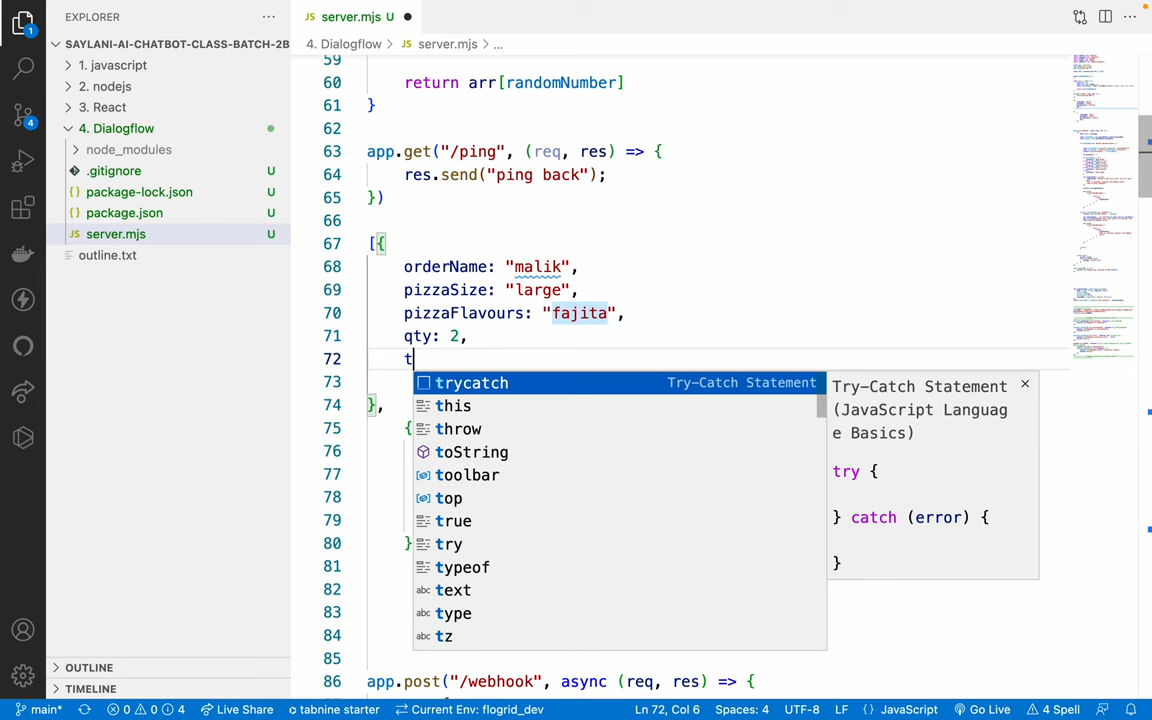 EXPLORER
SAYLANI-AI-CHATBOT-CLASS-BATCH-2B
1. javascript
2. nodejs
3. React
4. Dialogflow
node_modules
.gitignore U
package-lock.json U
package.json U
server.mjs U
outline.txt
OUTLINE
TIMELINE
1
4
JS server.mjs U
4. Dialogflow > JS server.mjs > ...
59
60 return arr[randomNumber]
61 }
62
63 app.get("/ping", (req, res) => {
64 res.send("ping back");
65 })
66
67 [{
68 orderName: "malik",
69 pizzaSize: "large",
70 pizzaFlavours: "fajita",
71 qty: 2,
72 t
73
74 },
75 {
76
77
78
79
80 }
81
82
83
84
85
86 app.post("/webhook", async (req, res) => {
trycatch Try-Catch Statement
this
throw
toString
toolbar
top
true
try
typeof
abc text
abc type
abc tz
Try-Catch Statement
(JavaScript Languag
e Basics)
try {
} catch (error) {
}
main* 0 0 4 Live Share tabnine starter Current Env: flogrid_dev Ln 72, Col 6 Spaces: 4 UTF-8 LF {} JavaScript Go Live 4 Spell